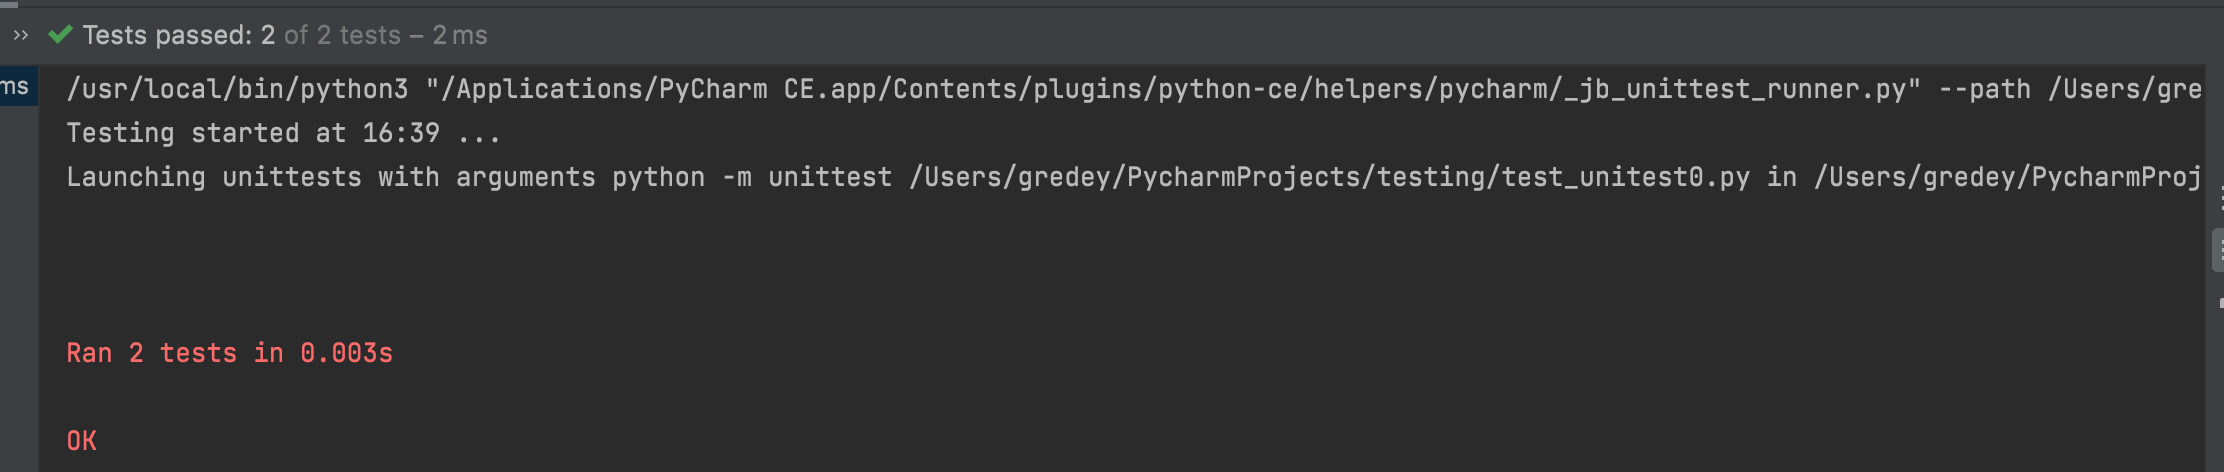 Tests passed: 2 of 2 tests – 2 ms
ms
/usr/local/bin/python3 "/Applications/PyCharm CE.app/Contents/plugins/python-ce/helpers/pycharm/_jb_unittest_runner.py" --path /Users/gre
Testing started at 16:39 ...
Launching unittests with arguments python -m unittest /Users/gredey/PycharmProjects/testing/test_unitest0.py in /Users/gredey/PycharmProj
Ran 2 tests in 0.003s
OK